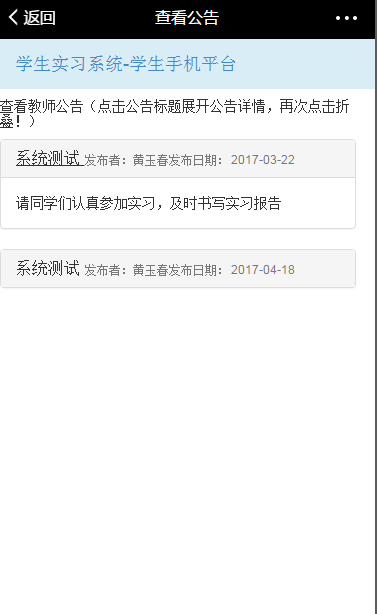 返回 查看公告
学生实习系统-学生手机平台
查看教师公告（点击公告标题展开公告详情，再次点击折
叠！）
系统测试 发布者：黄玉春发布日期：2017-03-22
请同学们认真参加实习，及时书写实习报告
系统测试 发布者：黄玉春发布日期：2017-04-18